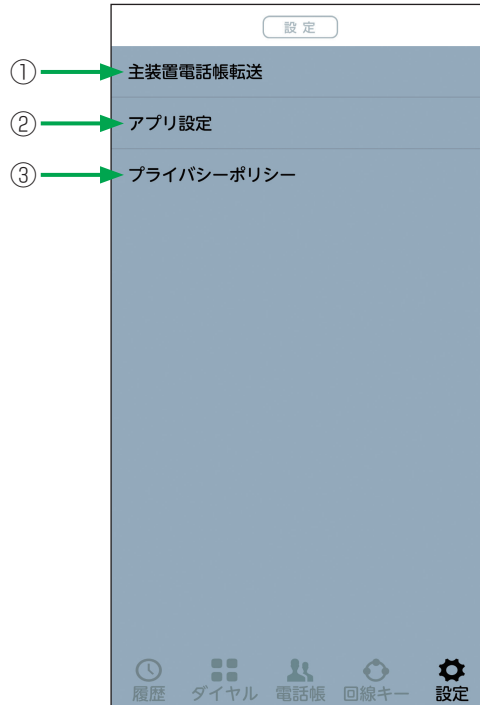 設定
① 主装置電話帳転送
② アプリ設定
③ プライバシーポリシー
履歴 ダイヤル 電話帳 回線キー 設定